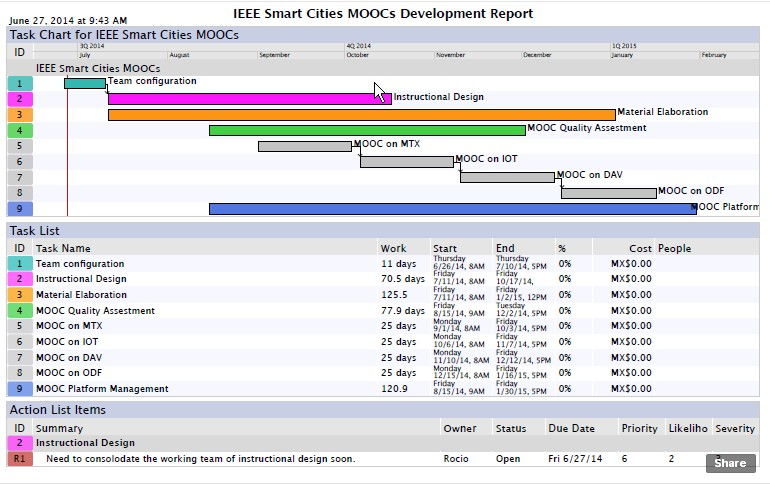 IEEE Smart Cities MOOCs Development Report
June 27, 2014 at 9:43 AM
Task Chart for IEEE Smart Cities MOOCs
ID 3Q 2014 4Q 2014 1Q 2015
July August September October November December January February
IEEE Smart Cities MOOCs
1 Team configuration
2 Instructional Design
3 Material Elaboration
4 MOOC Quality Assestment
5 MOOC on MTX
6 MOOC on IOT
7 MOOC on DAV
8 MOOC on ODF
9 MOOC Platform
Task List
ID Task Name Work Start End % Cost People
1 Team configuration 11 days Thursday 6/26/14, 8AM Thursday 7/10/14, 5PM 0% MX$0.00
2 Instructional Design 70.5 days Friday 7/11/14, 8AM Friday 10/17/14, 0% MX$0.00
3 Material Elaboration 125.5 Friday 7/11/14, 8AM Friday 1/2/15, 12PM 0% MX$0.00
4 MOOC Quality Assestment 77.9 days Friday 8/15/14, 9AM Tuesday 12/2/14, 5PM 0% MX$0.00
5 MOOC on MTX 25 days Monday 9/1/14, 8AM Friday 10/3/14, 5PM 0% MX$0.00
6 MOOC on IOT 25 days Monday 10/6/14, 8AM Friday 11/7/14, 5PM 0% MX$0.00
7 MOOC on DAV 25 days Monday 11/10/14, 8AM Friday 12/12/14, 5PM 0% MX$0.00
8 MOOC on ODF 25 days Monday 12/15/14, 8AM Friday 1/16/15, 5PM 0% MX$0.00
9 MOOC Platform Management 120.9 Friday 8/15/14, 9AM Friday 1/30/15, 5PM 0% MX$0.00
Action List Items
ID Summary Owner Status Due Date Priority Likeliho Severity
2 Instructional Design
R1 Need to consolodate the working team of instructional design soon. Rocio Open Fri 6/27/14 6 2
Share